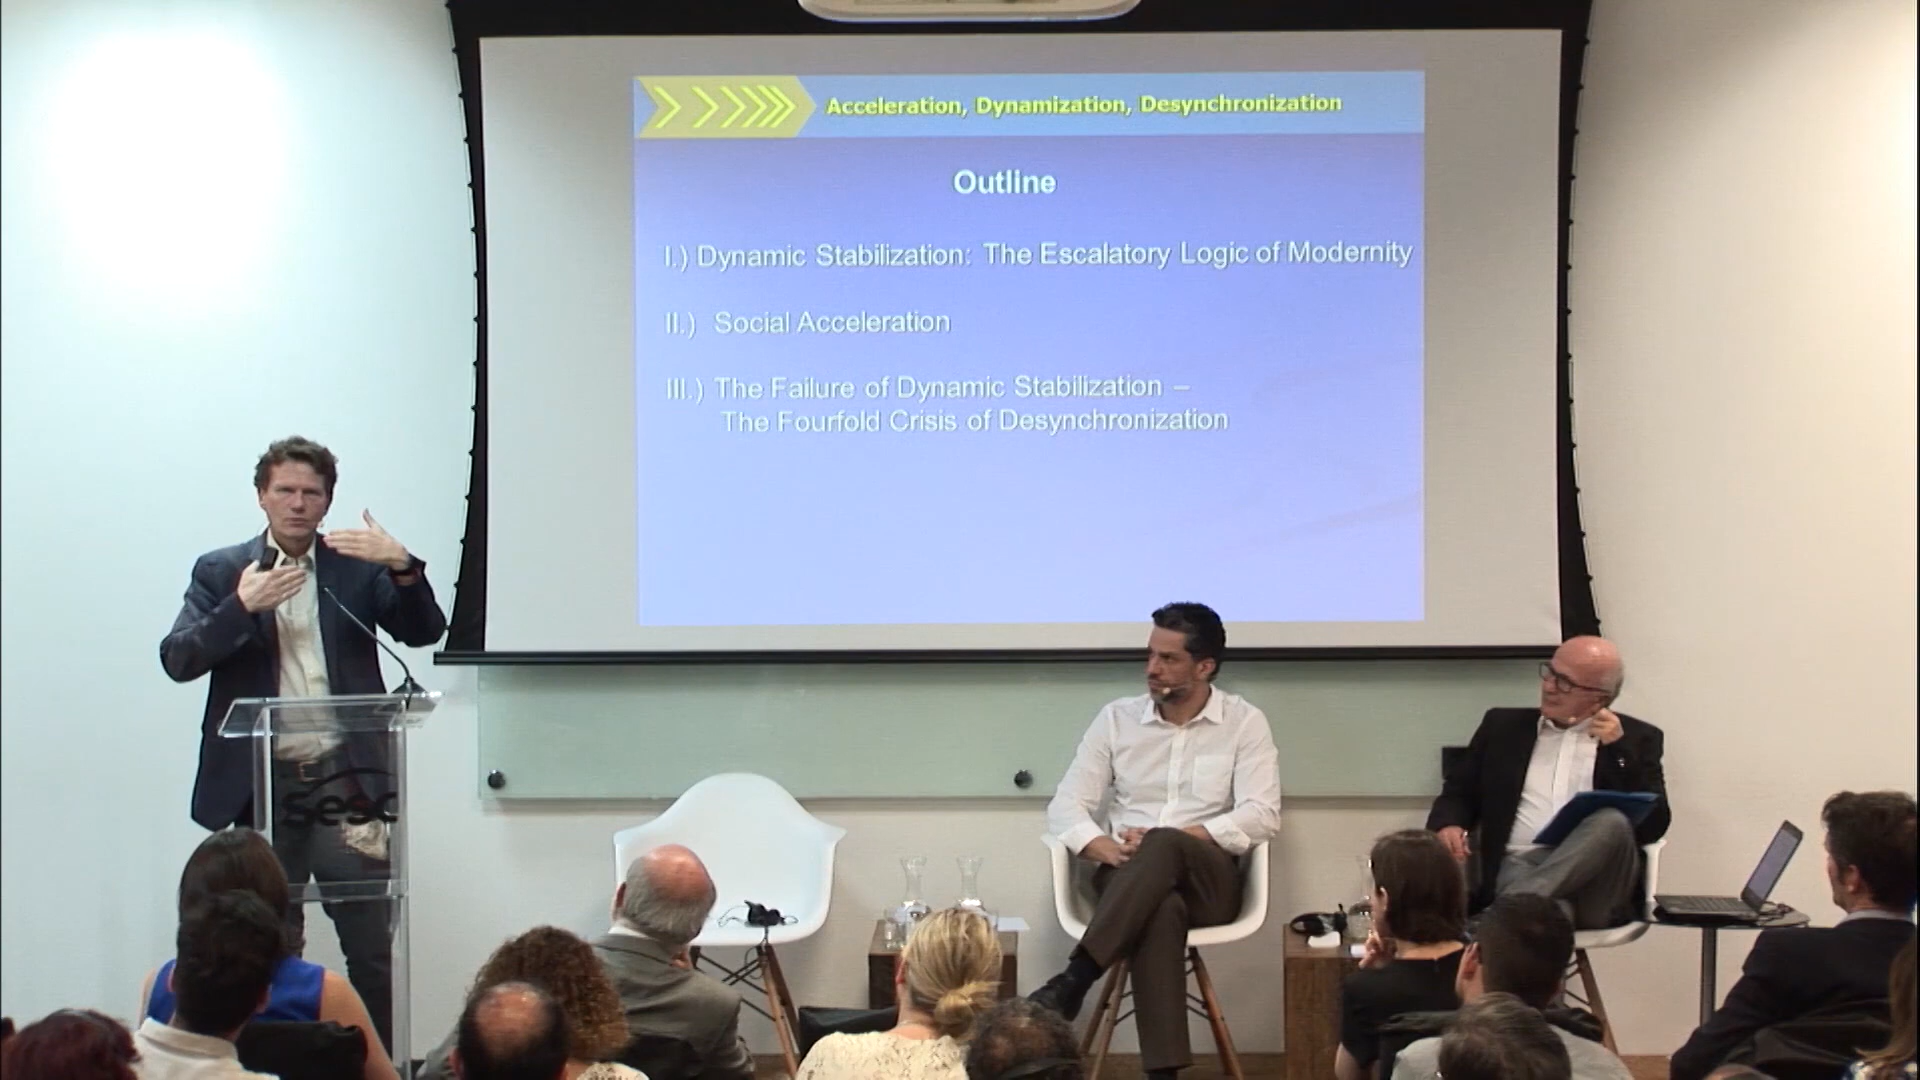 Acceleration, Dynamization, Desynchronization
Outline
I.) Dynamic Stabilization: The Escalatory Logic of Modernity
II.) Social Acceleration
III.) The Failure of Dynamic Stabilization –
The Fourfold Crisis of Desynchronization
sesc